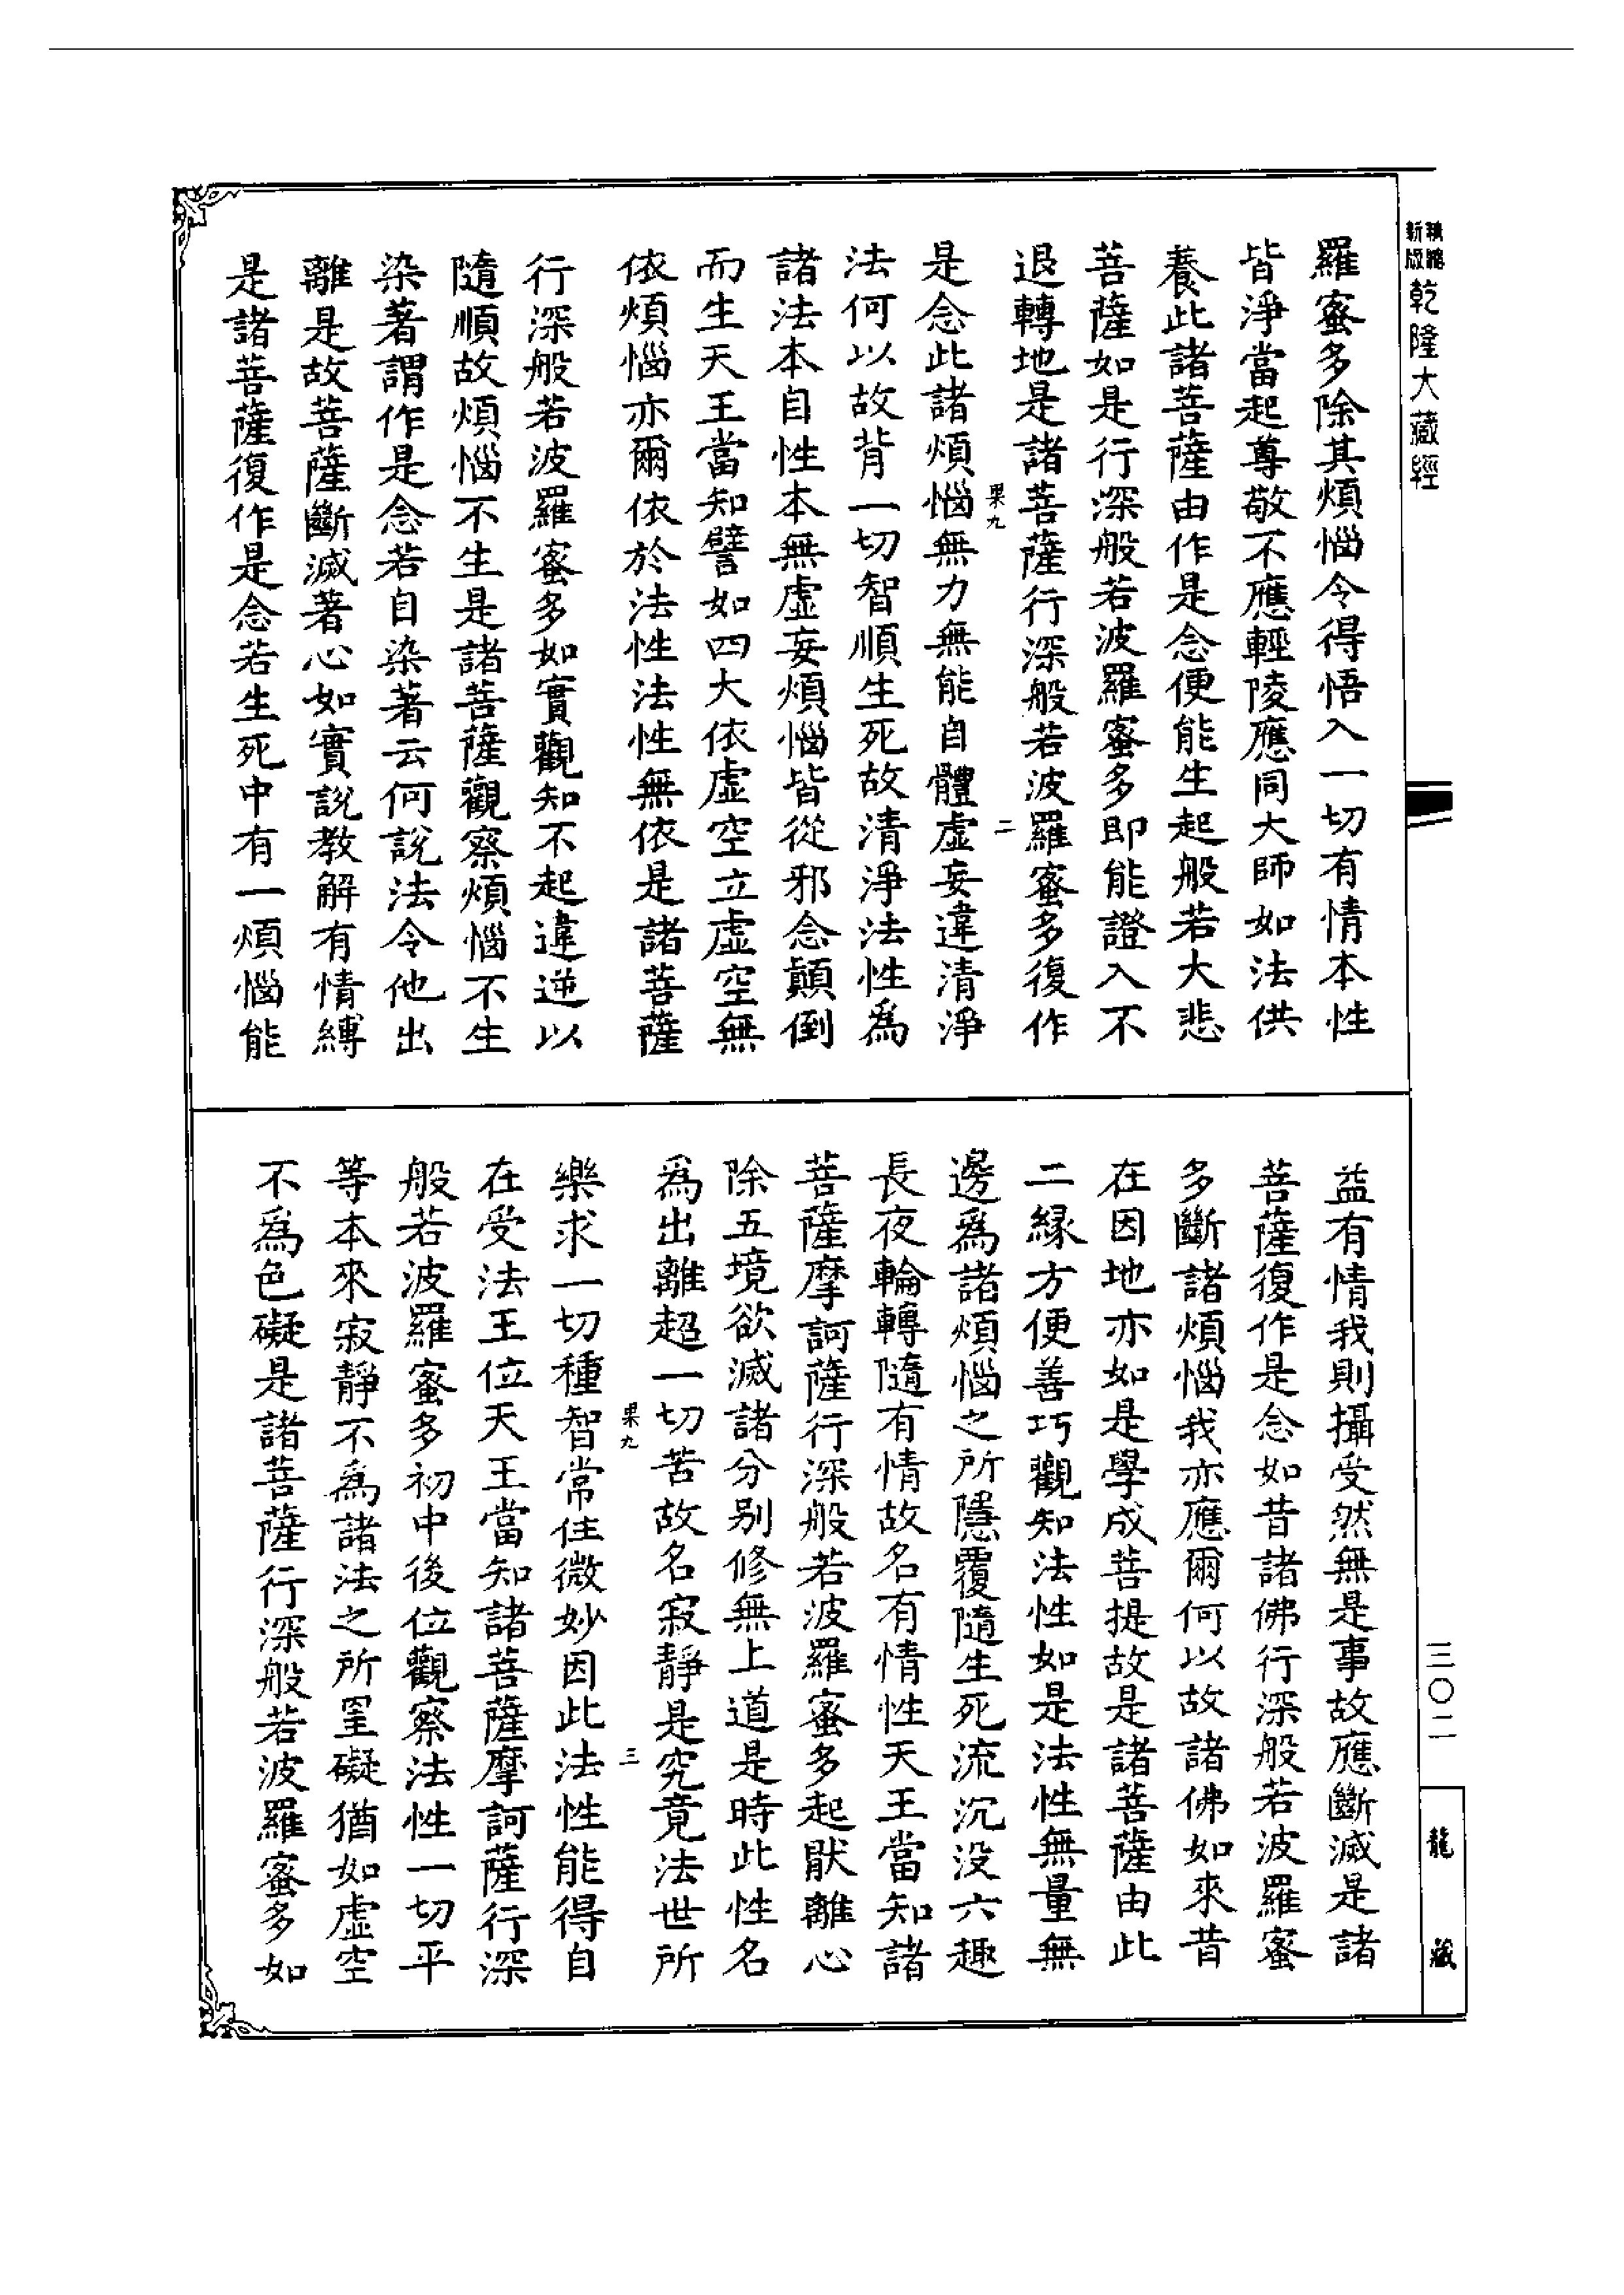 乾隆大藏經
羅蜜多除其煩惱令得悟入一切有情本性
皆淨當起尊敬不應輕陵應同大師如法供
養此諸菩薩由作是念便能生起般若大悲
菩薩如是行深般若波羅蜜多即能證入不
退轉地是諸菩薩行深般若波羅蜜多復作
果九 二
是念此諸煩惱無力無能自體虛妄違清淨
法何以故背一切智順生死故清淨法性為
諸法本自性本無虛妄煩惱皆從邪念顛倒
而生天王當知譬如四大依虛空立虛空無
依煩惱亦爾依於法性法性無依是諸菩薩
行深般若波羅蜜多如實觀知不起違逆以
隨順故煩惱不生是諸菩薩觀察煩惱不生
染著謂作是念若自染著云何說法令他出
離是故菩薩斷滅著心如實說教解有情縛
是諸菩薩復作是念若生死中有一煩惱能
益有情我則攝受然無是事故應斷滅是諸
菩薩復作是念如昔諸佛行深般若波羅蜜
多斷諸煩惱我亦應爾何以故諸佛如來昔
在因地亦如是學成菩提故是諸菩薩由此
二緣方便善巧觀知法性如是法性無量無
邊為諸煩惱之所隱覆隨生死流沉没六趣
長夜輪轉隨有情故名有情性天王當知諸
菩薩摩訶薩行深般若波羅蜜多起猒離心
除五境欲滅諸分别修無上道是時此性名
為出離超一切苦故名寂靜是究竟法世所
果九 三
樂求一切種智常住微妙因此法性能得自
在受法王位天王當知諸菩薩摩訶薩行深
般若波羅蜜多初中後位觀察法性一切平
等本來寂靜不為諸法之所罣礙猶如虛空
不為色礙是諸菩薩行深般若波羅蜜多如
三〇二
龍藏